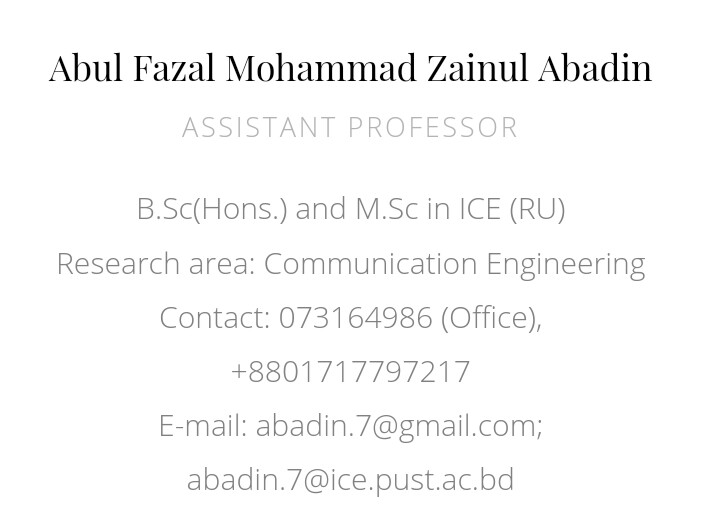 Abul Fazal Mohammad Zainul Abadin
ASSISTANT PROFESSOR
B.Sc(Hons.) and M.Sc in ICE (RU)
Research area: Communication Engineering
Contact: 073164986 (Office),
+8801717797217
E-mail: abadin.7@gmail.com;
abadin.7@ice.pust.ac.bd